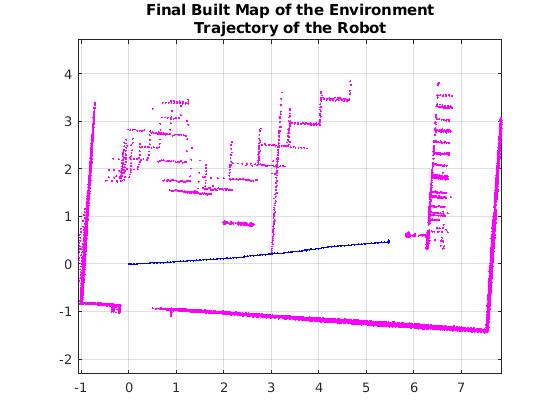 Final Built Map of the Environment
Trajectory of the Robot
4
3
2
1
0
-1
-2
-1 0 1 2 3 4 5 6 7